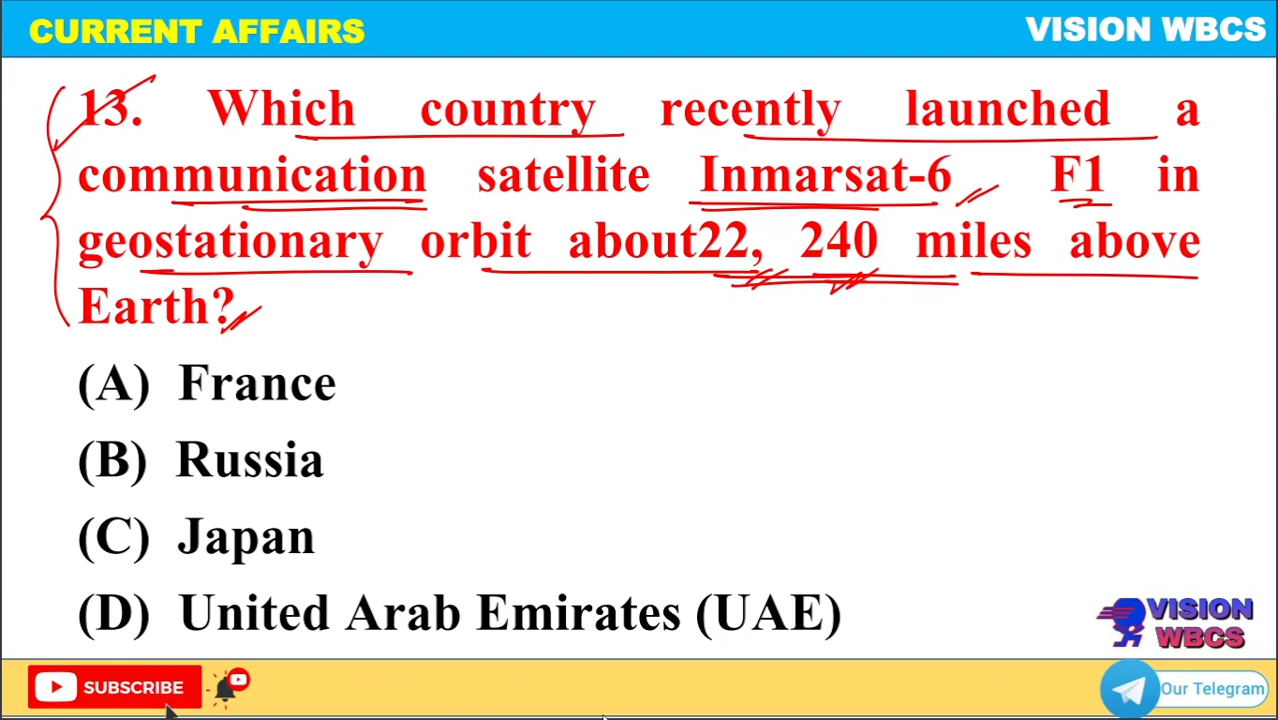 CURRENT AFFAIRS
VISION WBCS
13. Which country recently launched a
communication satellite Inmarsat-6 F1 in
geostationary orbit about22, 240 miles above
Earth?
(A) France
(B) Russia
(C) Japan
(D) United Arab Emirates (UAE)
VISION
WBCS
SUBSCRIBE
Our Telegram